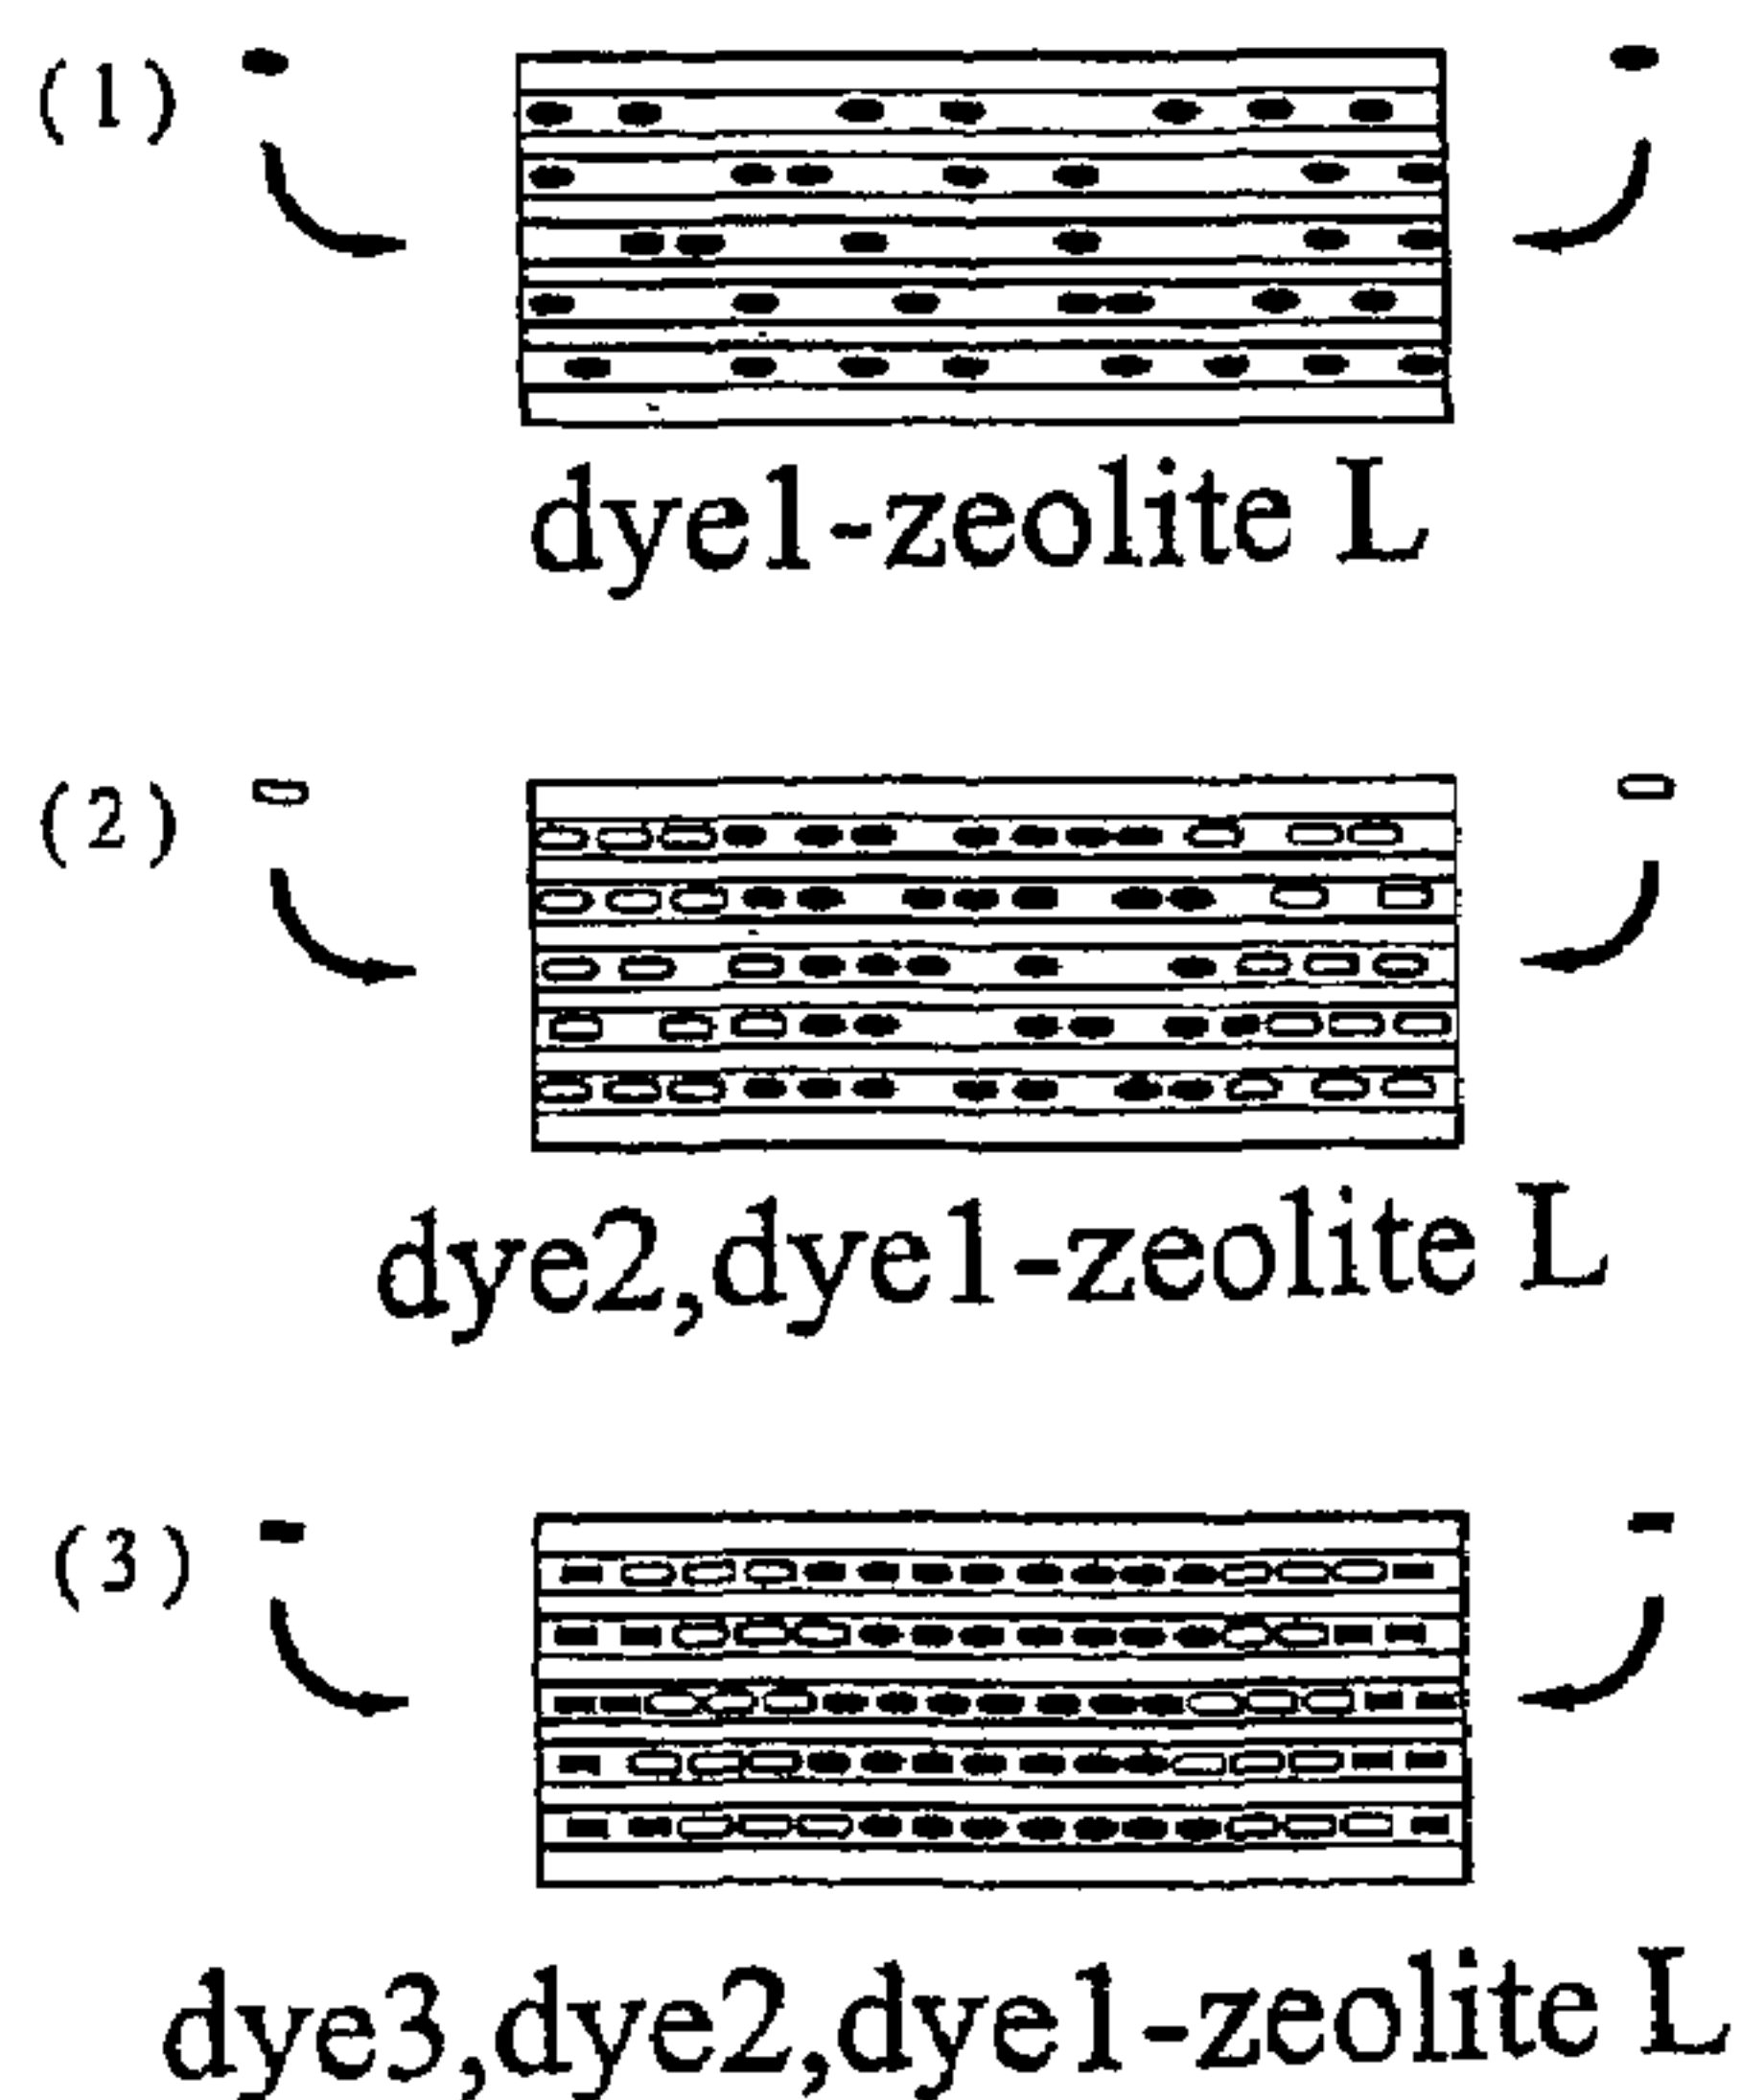 (1)
dye1-zeolite L
(2)
dye2,dye1-zeolite L
(3)
dye3,dye2,dye1-zeolite L